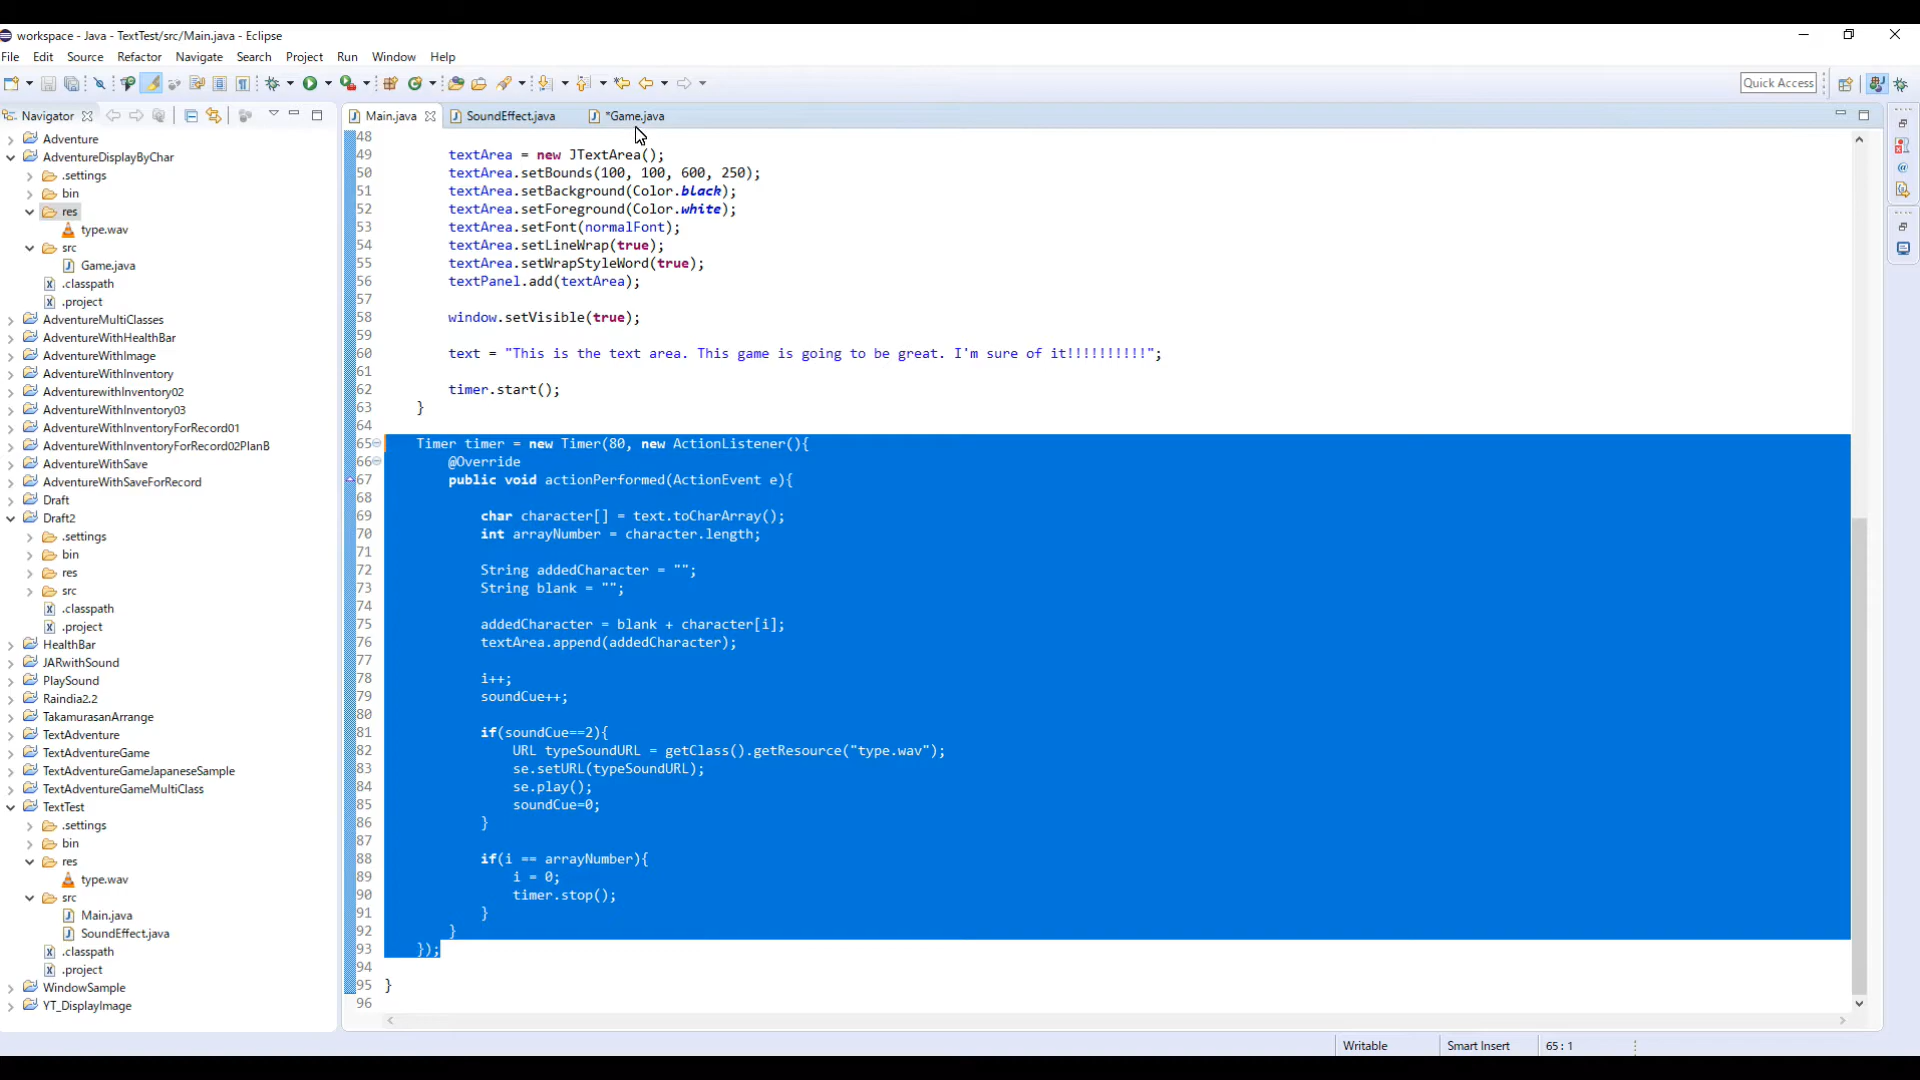 workspace - Java - TextTest/src/Main.java - Eclipse
File Edit Source Refactor Navigate Search Project Run Window Help
Quick Access
Navigator
Main.java SoundEffect.java *Game.java
Adventure
AdventureDisplayByChar
.settings
bin
res
type.wav
src
Game.java
.classpath
.project
AdventureMultiClasses
AdventureWithHealthBar
AdventureWithImage
AdventureWithInventory
AdventurewithInventory02
AdventureWithInventory03
AdventureWithInventoryForRecord01
AdventureWithInventoryForRecord02PlanB
AdventureWithSave
AdventureWithSaveForRecord
Draft
Draft2
.settings
bin
res
src
.classpath
.project
HealthBar
JARwithSound
PlaySound
Raindia2.2
TakamurasanArrange
TextAdventure
TextAdventureGame
TextAdventureGameJapaneseSample
TextAdventureGameMultiClass
TextTest
.settings
bin
res
type.wav
src
Main.java
SoundEffect.java
.classpath
.project
WindowSample
YT_DisplayImage
48
49 textArea = new JTextArea();
50 textArea.setBounds(100, 100, 600, 250);
51 textArea.setBackground(Color.black);
52 textArea.setForeground(Color.white);
53 textArea.setFont(normalFont);
54 textArea.setLineWrap(true);
55 textArea.setWrapStyleWord(true);
56 textPanel.add(textArea);
57
58 window.setVisible(true);
59
60 text = "This is the text area. This game is going to be great. I'm sure of it!!!!!!!!!!";
61
62 timer.start();
63 }
64
65 Timer timer = new Timer(80, new ActionListener(){
66 @Override
67 public void actionPerformed(ActionEvent e){
68
69 char character[] = text.toCharArray();
70 int arrayNumber = character.length;
71
72 String addedCharacter = "";
73 String blank = "";
74
75 addedCharacter = blank + character[i];
76 textArea.append(addedCharacter);
77
78 i++;
79 soundCue++;
80
81 if(soundCue==2){
82 URL typeSoundURL = getClass().getResource("type.wav");
83 se.setURL(typeSoundURL);
84 se.play();
85 soundCue=0;
86 }
87
88 if(i == arrayNumber){
89 i = 0;
90 timer.stop();
91 }
92 }
93 });
94
95 }
96
Writable Smart Insert 65 : 1